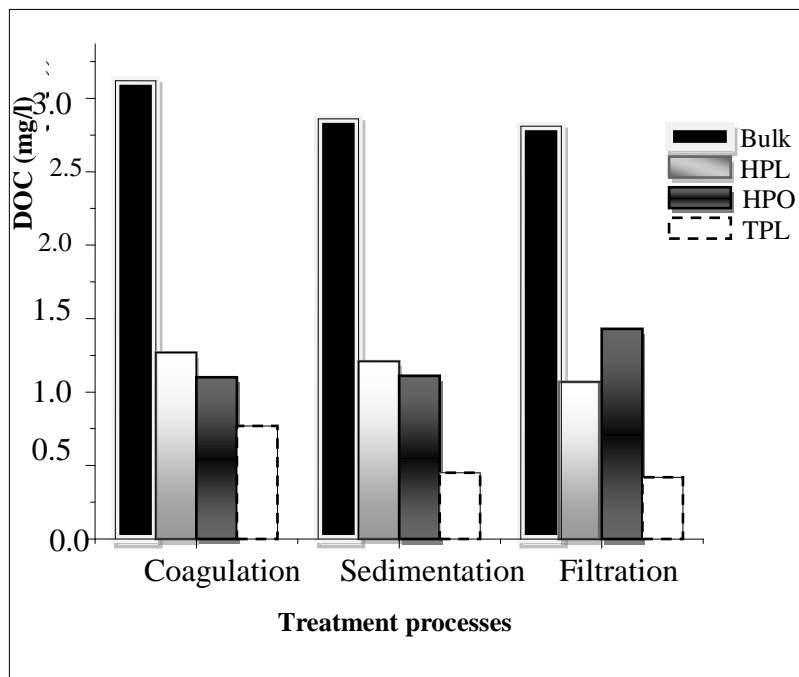 DOC (mg/l)
3.0
2.5
2.0
1.5
1.0
0.5
0.0
Bulk
HPL
HPO
TPL
Coagulation Sedimentation Filtration
Treatment processes